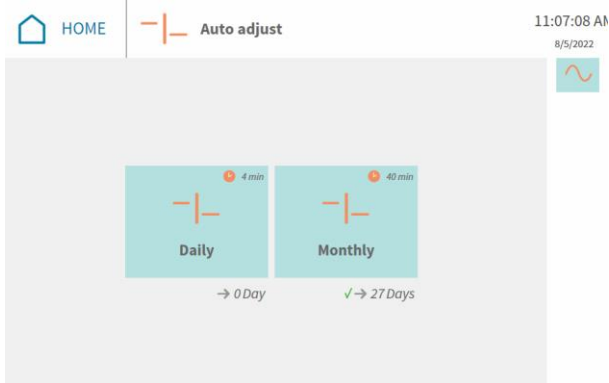 HOME
Auto adjust
11:07:08 AM
8/5/2022
4 min
40 min
Daily
Monthly
→ 0 Day
✓→ 27 Days